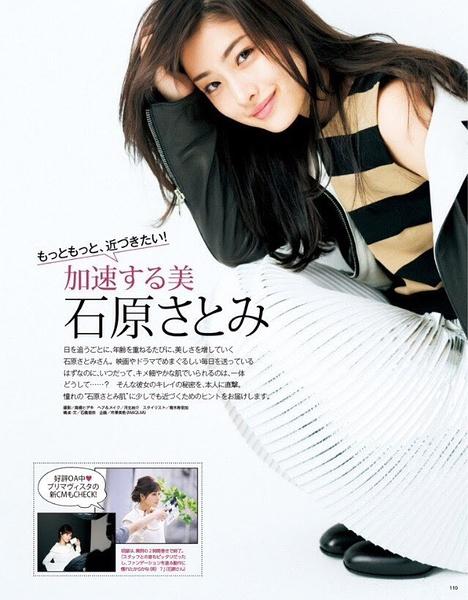 もっともっと、近づきたい!
加速する美
石原さとみ
日を追うごとに、年齢を重ねるたびに、美しさを増していく
石原さとみさん。映画やドラマでめまぐるしい毎日を送っている
はずなのに、いつだって、キメ細やかな肌でいられるのは、一体
どうして……? そんな彼女のキレイの秘密を、本人に直撃。
憧れの“石原さとみ肌”に少しでも近づくためのヒントをお届けします。
好評OA中♥
プリマヴィスタの
新CMもCHECK!
110